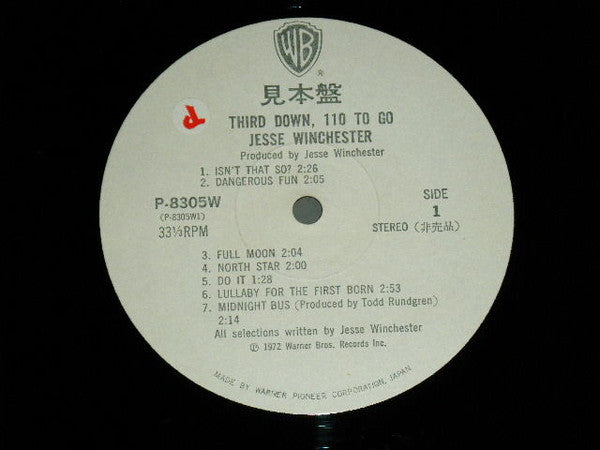 WB
®
見本盤
P
THIRD DOWN, 110 TO GO
JESSE WINCHESTER
Produced by Jesse Winchester
1. ISN'T THAT SO? 2:26
2. DANGEROUS FUN 2:05
P-8305W
(P-8305W1)
33⅓RPM
SIDE
1
STEREO (非売品)
3. FULL MOON 2:04
4. NORTH STAR 2:00
5. DO IT 1:28
6. LULLABY FOR THE FIRST BORN 2:53
7. MIDNIGHT BUS (Produced by Todd Rundgren)
2:14
All selections written by Jesse Winchester
℗ 1972 Warner Bros. Records Inc.
MADE BY WARNER PIONEER CORPORATION, JAPAN